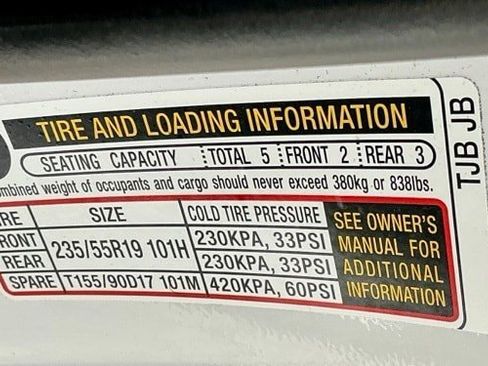 TIRE AND LOADING INFORMATION
SEATING CAPACITY TOTAL 5 FRONT 2 REAR 3
ombined weight of occupants and cargo should never exceed 380kg or 838lbs.
RE SIZE COLD TIRE PRESSURE
RONT 235/55R19 101H 230KPA, 33PSI
REAR 230KPA, 33PSI
SPARE T155/90D17 101M 420KPA, 60PSI
SEE OWNER'S
MANUAL FOR
ADDITIONAL
INFORMATION
TJB JB